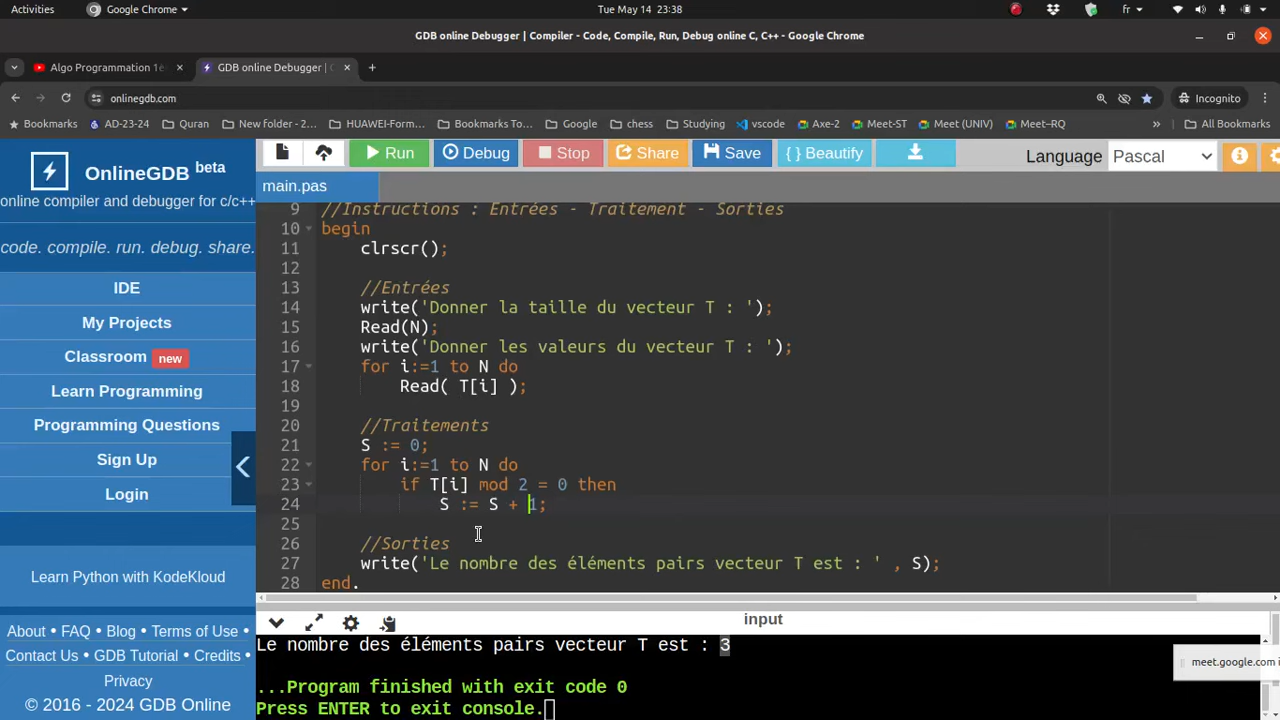 Activities
Google Chrome
Tue May 14 23:38
fr
GDB online Debugger | Compiler - Code, Compile, Run, Debug online C, C++ - Google Chrome
Algo Programmation 1è
GDB online Debugger |
onlinegdb.com
Incognito
Bookmarks
AD-23-24
Quran
New folder - 2...
HUAWEI-Form...
Bookmarks To...
Google
chess
Studying
vscode
Axe-2
Meet-ST
Meet (UNIV)
Meet–RQ
»
All Bookmarks
OnlineGDB beta
online compiler and debugger for c/c++
code. compile. run. debug. share.
IDE
My Projects
Classroom new
Learn Programming
Programming Questions
Sign Up
Login
Learn Python with KodeKloud
About • FAQ • Blog • Terms of Use •
Contact Us • GDB Tutorial • Credits •
Privacy
© 2016 - 2024 GDB Online
Run
Debug
Stop
Share
Save
{ } Beautify
Language
Pascal
main.pas
9 //Instructions : Entrées - Traitement - Sorties
10 begin
11 clrscr();
12
13 //Entrées
14 write('Donner la taille du vecteur T : ');
15 Read(N);
16 write('Donner les valeurs du vecteur T : ');
17 for i:=1 to N do
18 Read( T[i] );
19
20 //Traitements
21 S := 0;
22 for i:=1 to N do
23 if T[i] mod 2 = 0 then
24 S := S + 1;
25
26 //Sorties
27 write('Le nombre des éléments pairs vecteur T est : ' , S);
28 end.
input
Le nombre des éléments pairs vecteur T est : 3
...Program finished with exit code 0
Press ENTER to exit console.
meet.google.com i